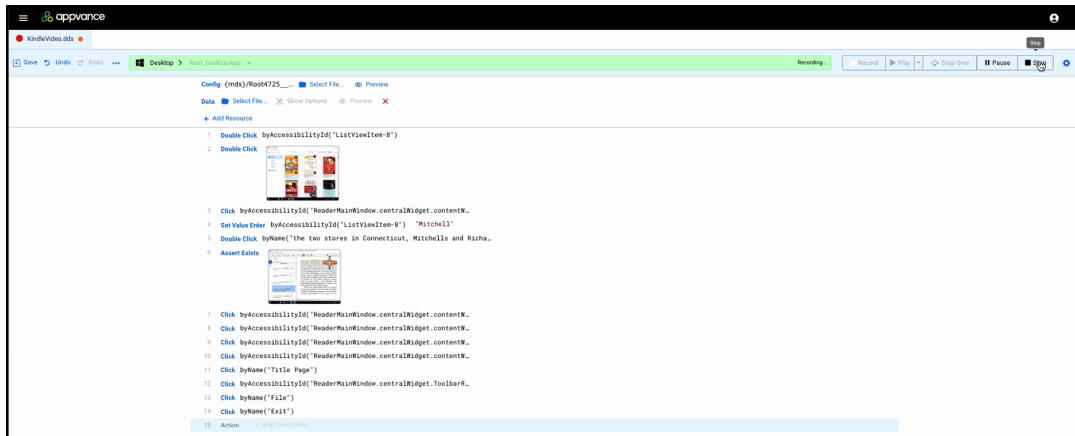 appvance
KindleVideo.dds
Stop
Save Undo Redo ... Desktop > Root_DesktopApp Recording... Record Play Step Over Pause Stop
Config {mds}/Root4725__... Select File... Preview
Data Select File... Show Options Preview
+ Add Resource
1 Double Click byAccessibilityId("ListViewItem-8")
2 Double Click
3 Click byAccessibilityId("ReaderMainWindow.centralWidget.contentW…
4 Set Value Enter byAccessibilityId("ListViewItem-8") "Mitchell"
5 Double Click byName("the two stores in Connecticut, Mitchells and Richa…
6 Assert Exists
7 Click byAccessibilityId("ReaderMainWindow.centralWidget.contentW…
8 Click byAccessibilityId("ReaderMainWindow.centralWidget.contentW…
9 Click byAccessibilityId("ReaderMainWindow.centralWidget.contentW…
10 Click byAccessibilityId("ReaderMainWindow.centralWidget.contentW…
11 Click byName("Title Page")
12 Click byAccessibilityId("ReaderMainWindow.centralWidget.ToolbarR…
13 Click byName("File")
14 Click byName("Exit")
15 Action // Step Description